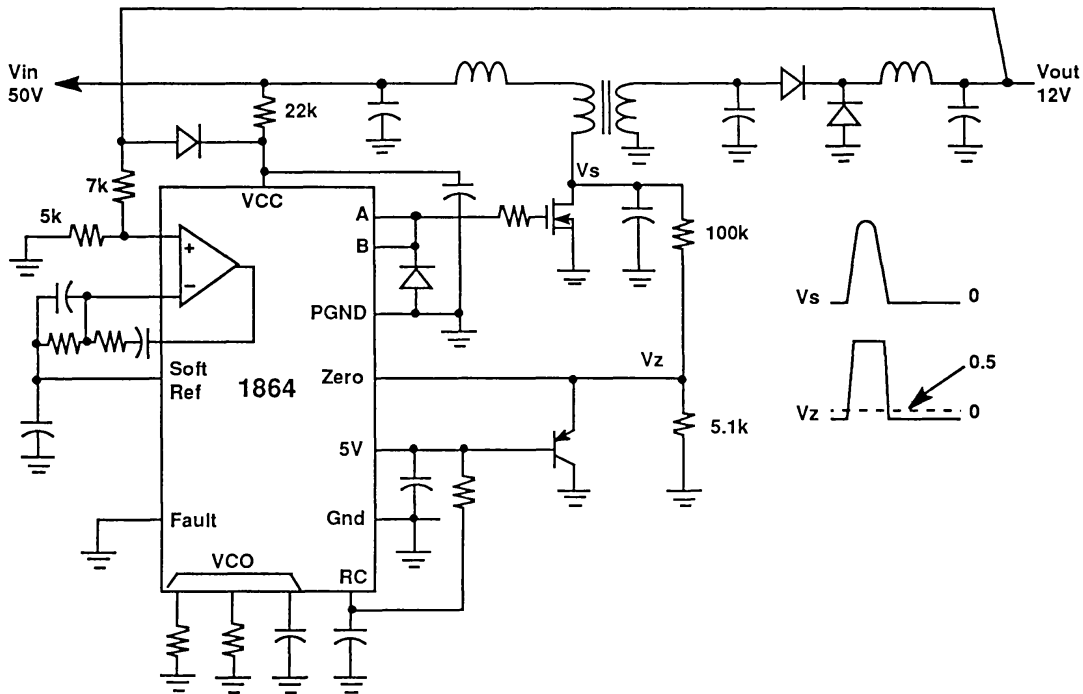 Vin
50V
22k
Vout
12V
7k
5k
VCC
Vs
A
B
100k
+
−
PGND
Vs
0
Soft
Ref
1864
Zero
Vz
0.5
Vz
0
5V
5.1k
Fault
Gnd
VCO
RC